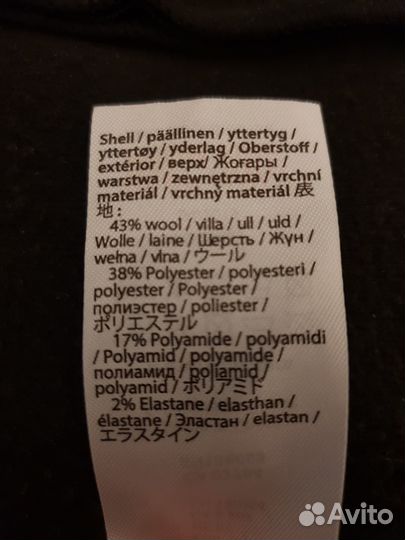 Shell / päällinen / yttertyg /
yttertøy / yderlag / Oberstoff /
extérior / верх/ Жоғары /
warstwa / zewnętrzna / vrchní
materiál / vrchný materiál 表
地 :
43% wool / villa / ull / uld /
Wolle / laine / Шерсть / Жүн /
wełna / vlna / ウール
38% Polyester / polyesteri /
polyester / Polyester /
полиэстер / poliester /
ポリエステル
17% Polyamide / polyamidi
/ Polyamid / polyamide /
полиамид / poliamid /
polyamid / ポリアミド
2% Elastane / elasthan /
élastane / Эластан / elastan /
エラスタイン
Avito